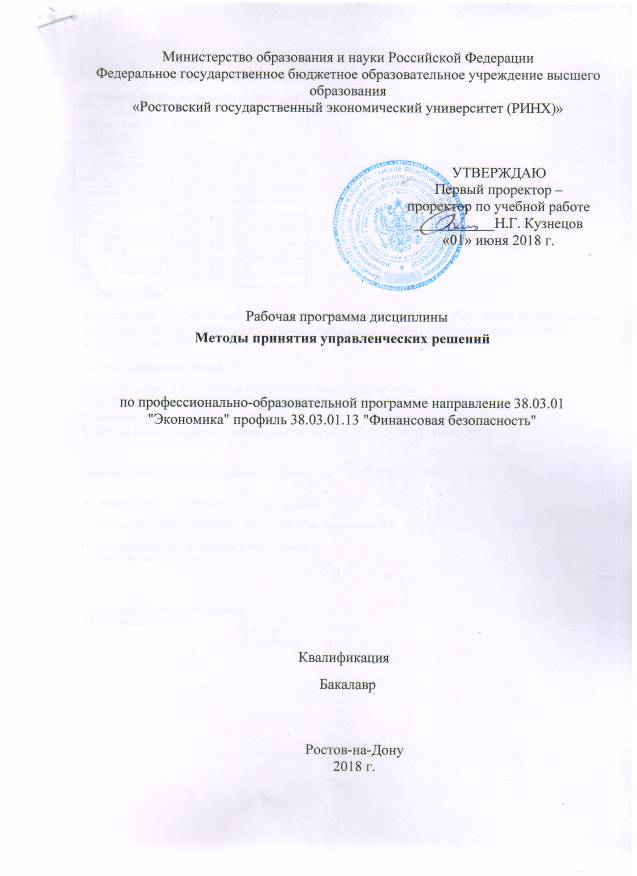 Министерство образования и науки Российской Федерации
Федеральное государственное бюджетное образовательное учреждение высшего
образования
«Ростовский государственный экономический университет (РИНХ)»
УТВЕРЖДАЮ
Первый проректор –
проректор по учебной работе
Н.Г. Кузнецов
«01» июня 2018 г.
Рабочая программа дисциплины
Методы принятия управленческих решений
по профессионально-образовательной программе направление 38.03.01
"Экономика" профиль 38.03.01.13 "Финансовая безопасность"
Квалификация
Бакалавр
Ростов-на-Дону
2018 г.